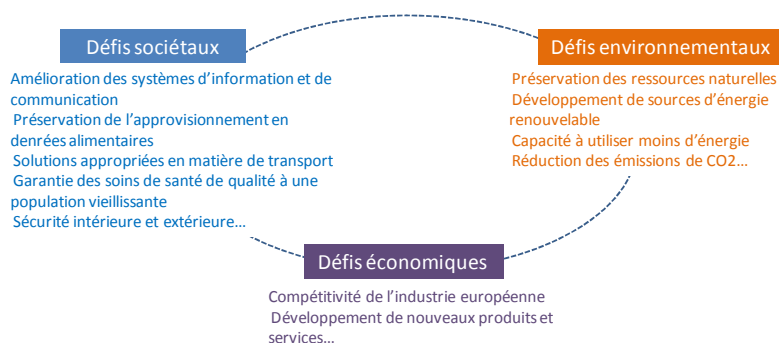 Défis sociétaux
Amélioration des systèmes d'information et de
communication
Préservation de l'approvisionnement en
denrées alimentaires
Solutions appropriées en matière de transport
Garantie des soins de santé de qualité à une
population vieillissante
Sécurité intérieure et extérieure…
Défis environnementaux
Préservation des ressources naturelles
Développement de sources d'énergie
renouvelable
Capacité à utiliser moins d'énergie
Réduction des émissions de CO2…
Défis économiques
Compétitivité de l'industrie européenne
Développement de nouveaux produits et
services…